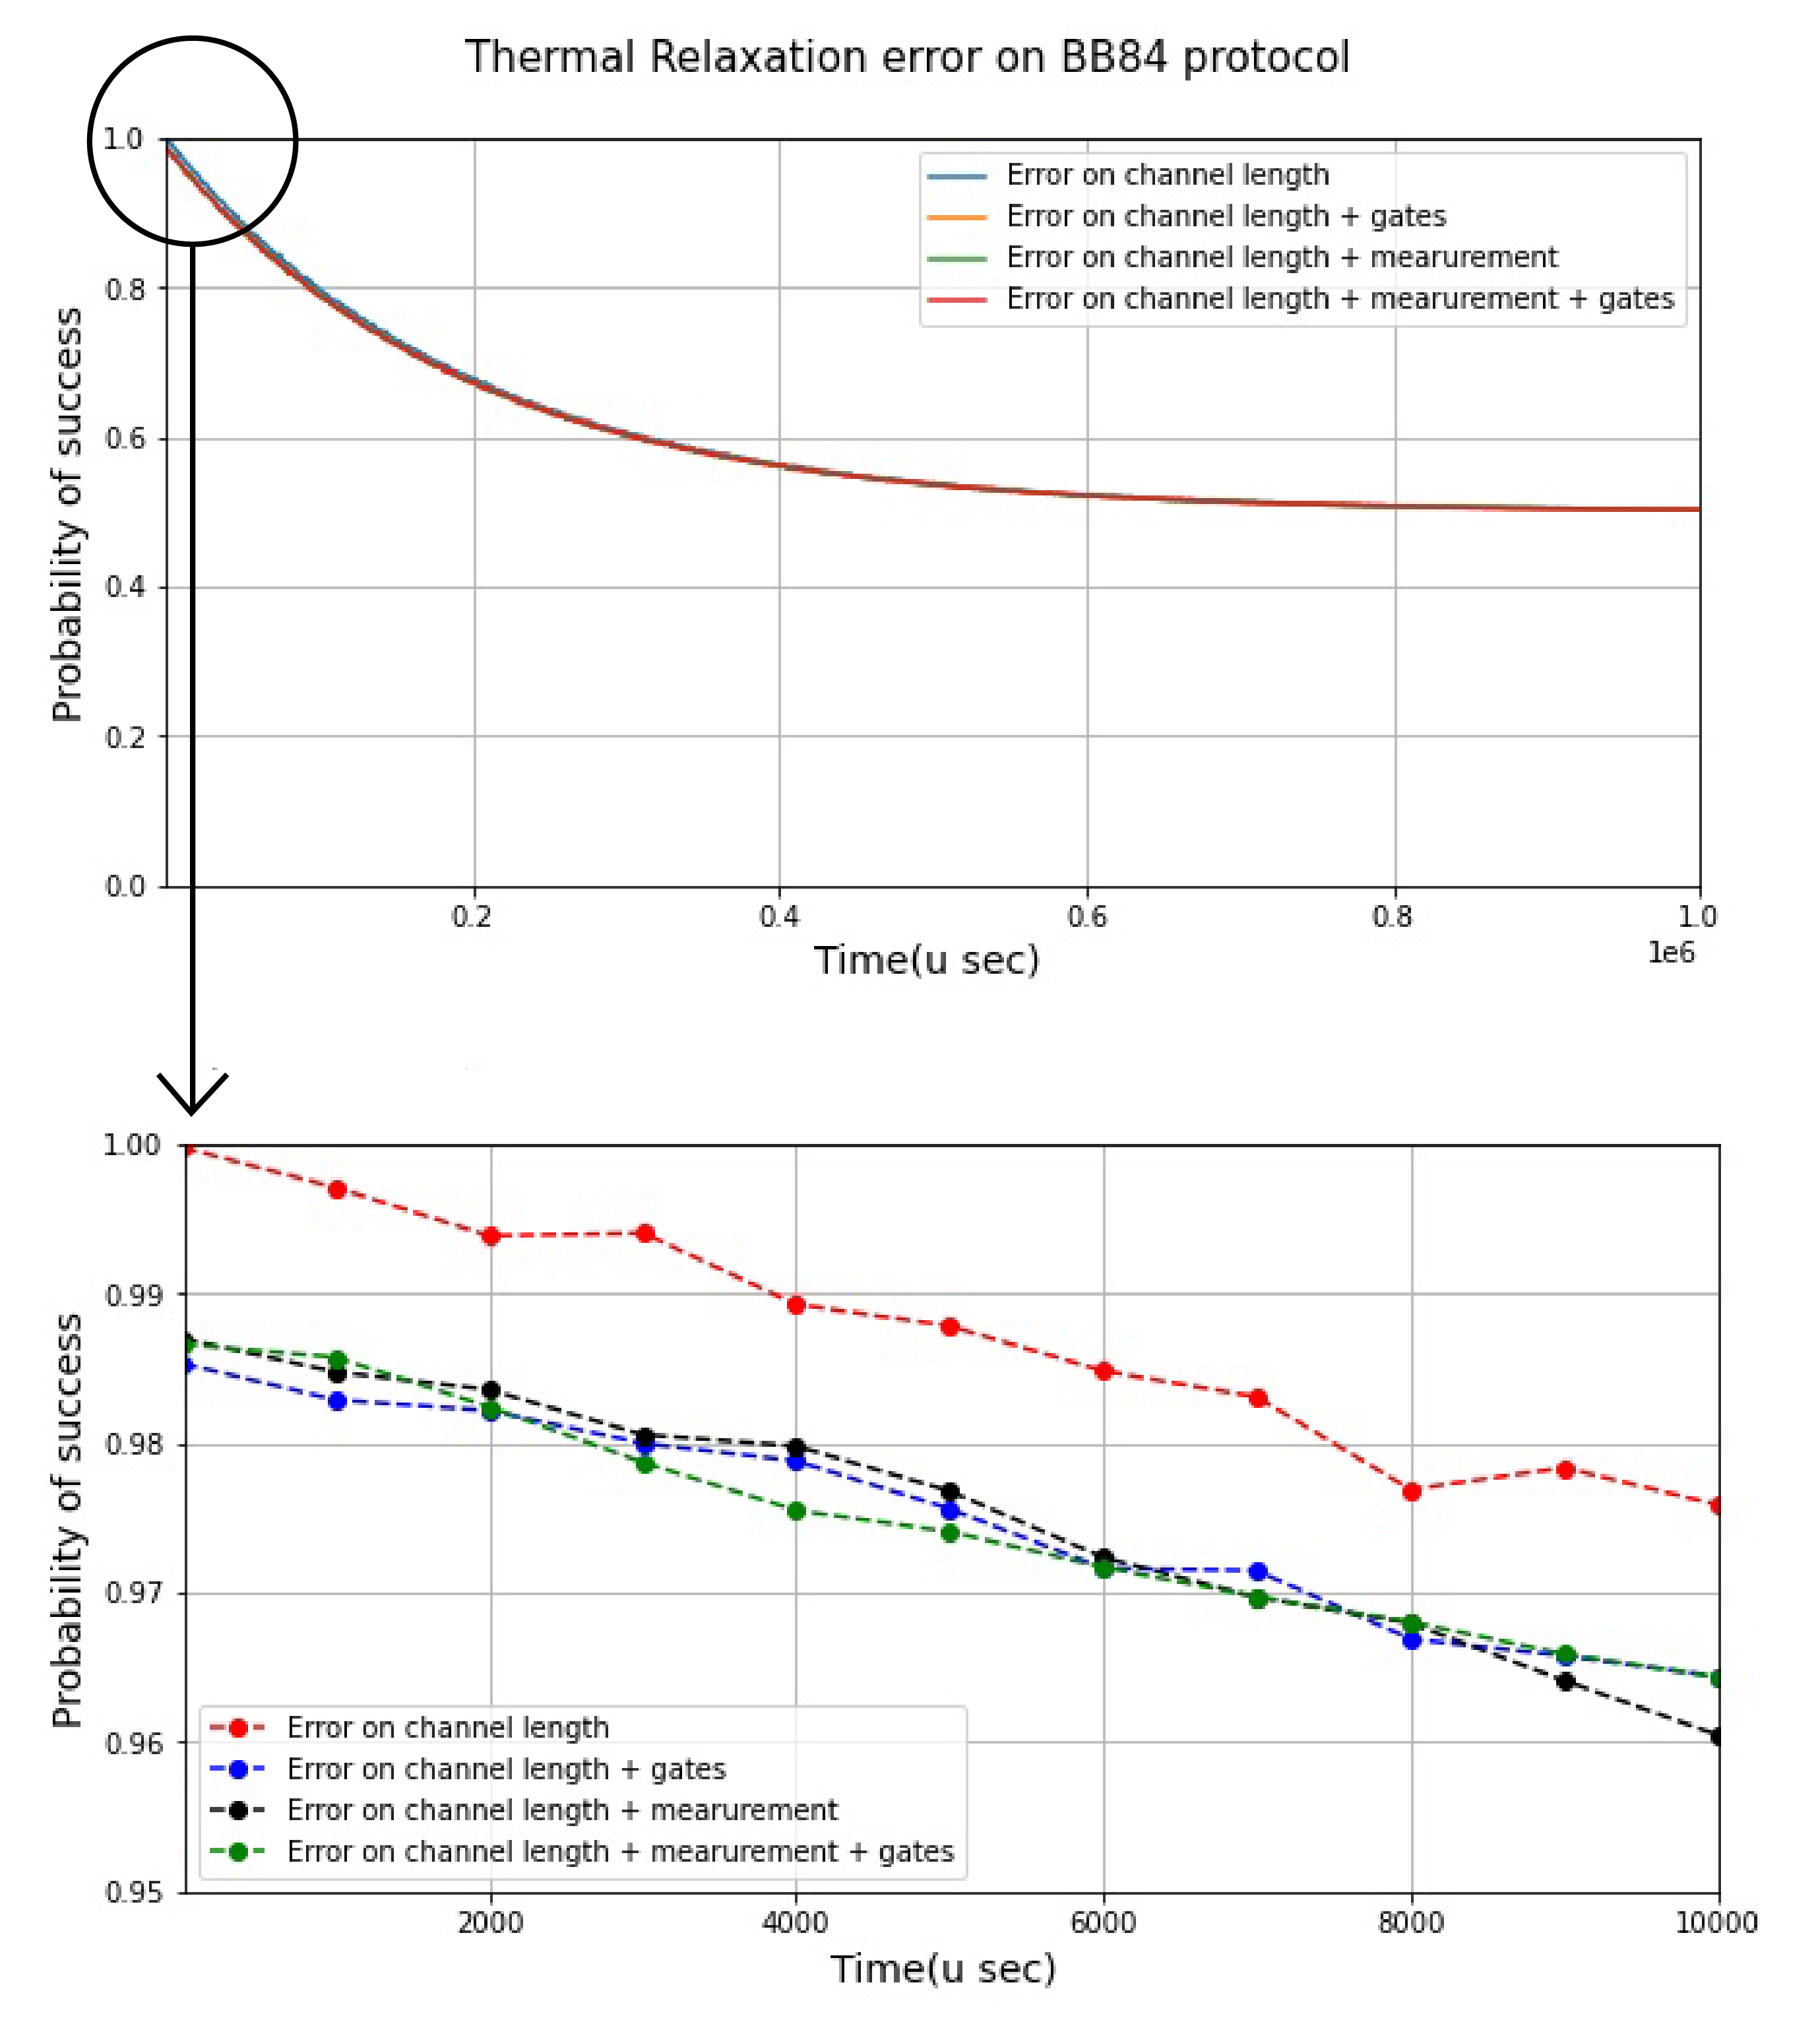 Thermal Relaxation error on BB84 protocol
1.0
0.8
0.6
0.4
0.2
0.0
Probability of success
Error on channel length
Error on channel length + gates
Error on channel length + mearurement
Error on channel length + mearurement + gates
0.2 0.4 0.6 0.8 1.0
1e6
Time(u sec)
1.00
0.99
0.98
0.97
0.96
0.95
Probability of success
Error on channel length
Error on channel length + gates
Error on channel length + mearurement
Error on channel length + mearurement + gates
2000 4000 6000 8000 10000
Time(u sec)